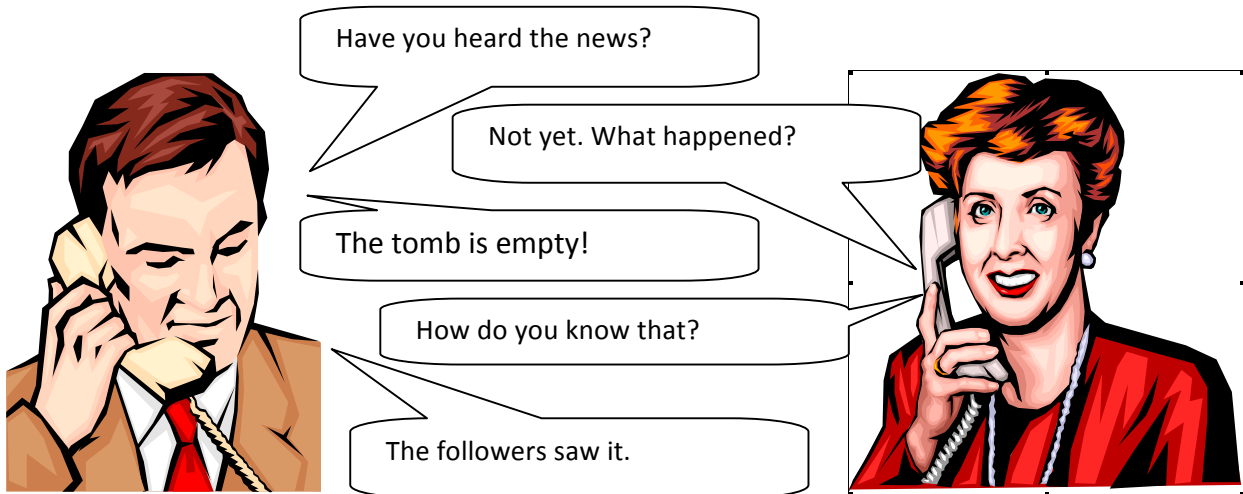 Have you heard the news?
Not yet. What happened?
The tomb is empty!
How do you know that?
The followers saw it.